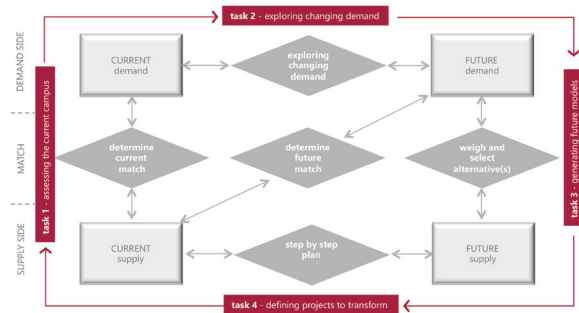 task 2 - exploring changing demand
DEMAND SIDE
MATCH
SUPPLY SIDE
task 1 - assessing the current campus
CURRENT
demand
exploring
changing
demand
FUTURE
demand
determine
current
match
determine
future
match
weigh and
select
alternative(s)
CURRENT
supply
step by step
plan
FUTURE
supply
task 3 - generating future models
task 4 - defining projects to transform